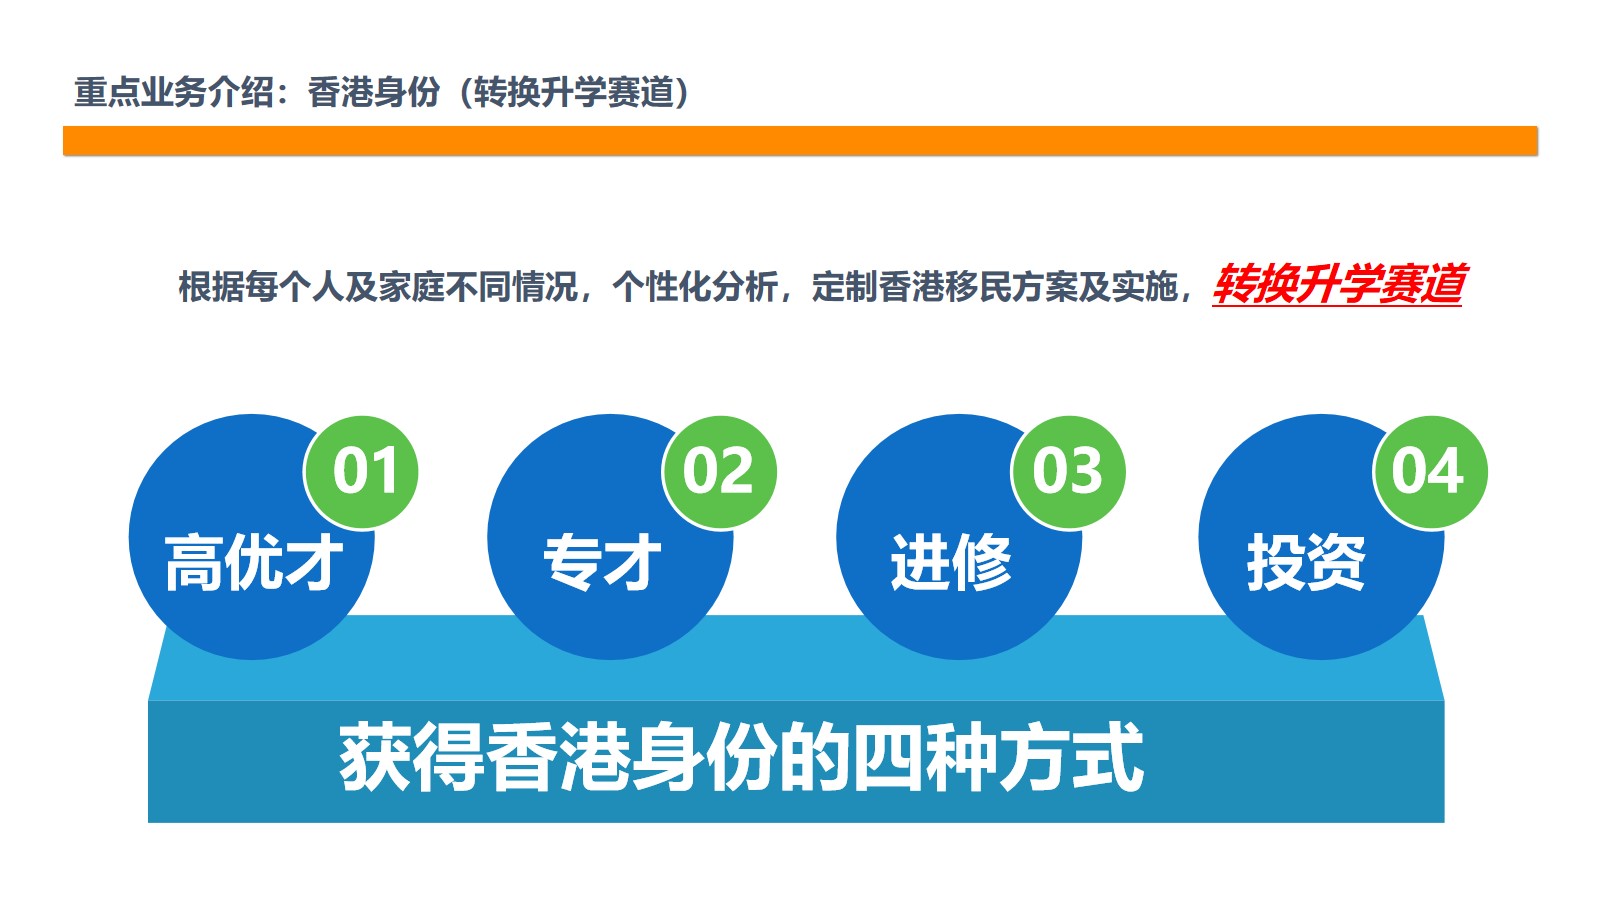 重点业务介绍：香港身份（转换升学赛道）
根据每个人及家庭不同情况，个性化分析，定制香港移民方案及实施，转换升学赛道
01
高优才
02
专才
03
进修
04
投资
获得香港身份的四种方式